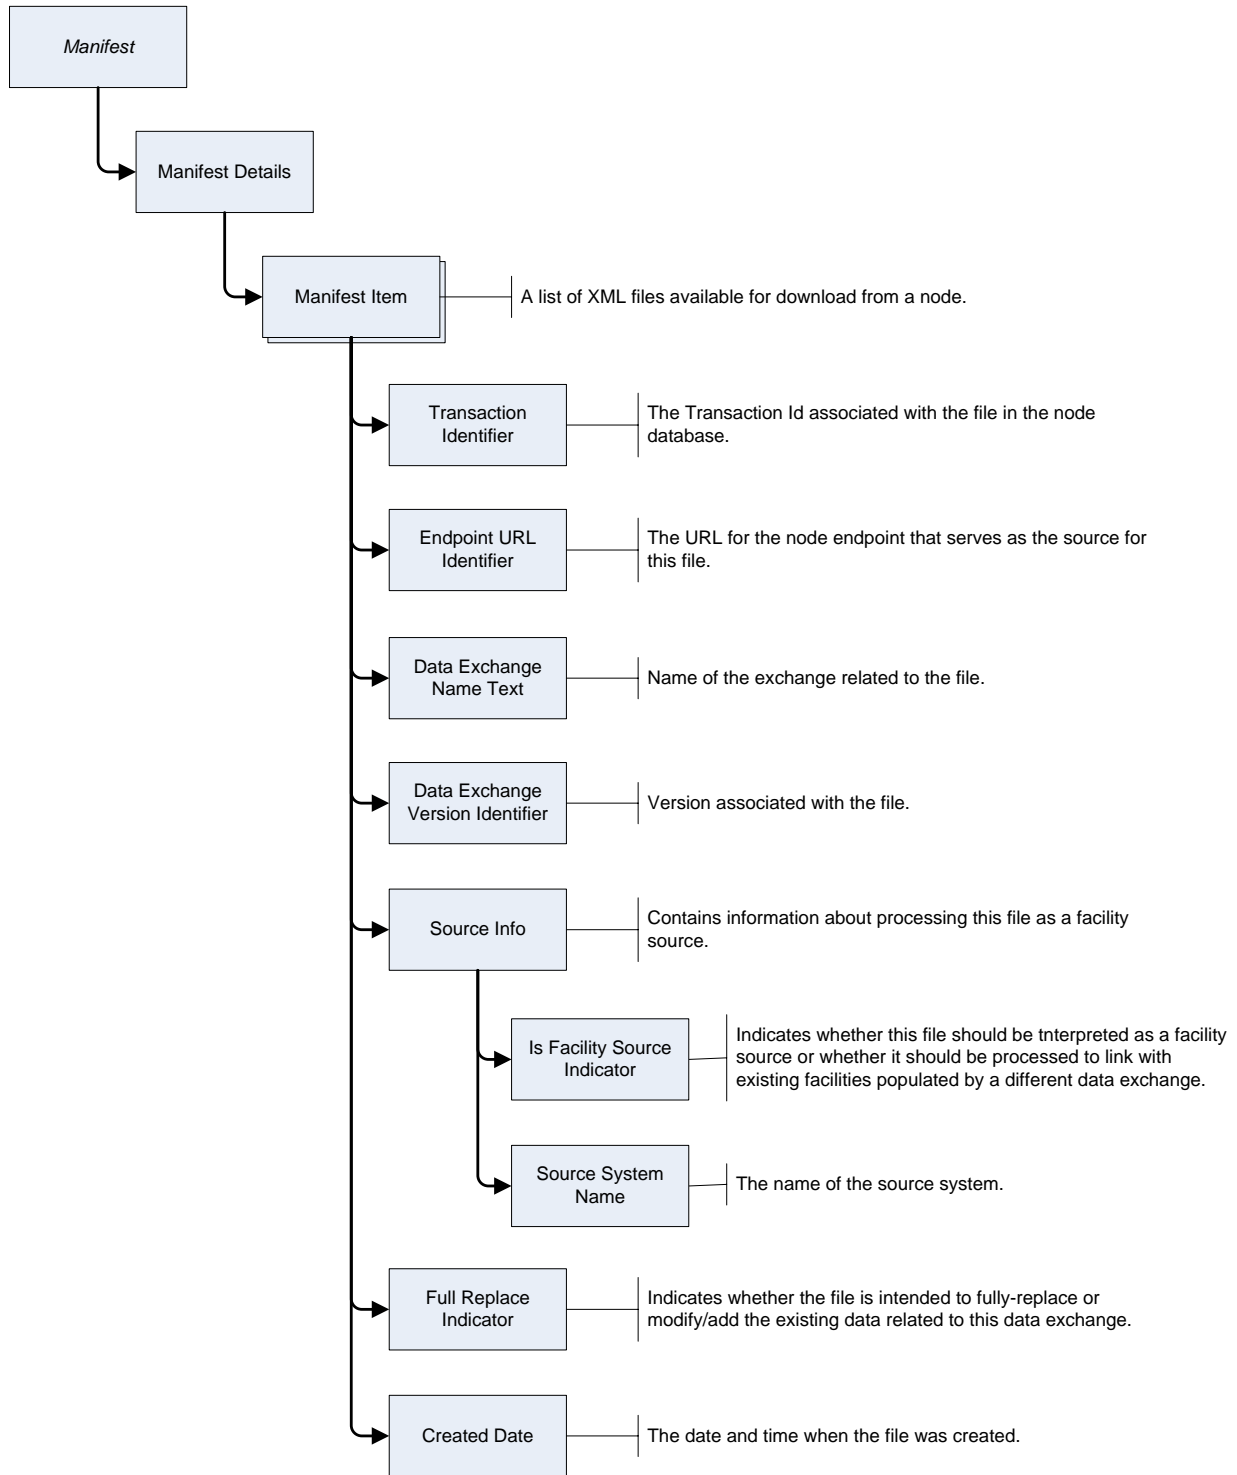 Manifest
Manifest Details
Manifest Item
A list of XML files available for download from a node.
Transaction
Identifier
The Transaction Id associated with the file in the node
database.
Endpoint URL
Identifier
The URL for the node endpoint that serves as the source for
this file.
Data Exchange
Name Text
Name of the exchange related to the file.
Data Exchange
Version Identifier
Version associated with the file.
Source Info
Contains information about processing this file as a facility
source.
Is Facility Source
Indicator
Indicates whether this file should be tnterpreted as a facility
source or whether it should be processed to link with
existing facilities populated by a different data exchange.
Source System
Name
The name of the source system.
Full Replace
Indicator
Indicates whether the file is intended to fully-replace or
modify/add the existing data related to this data exchange.
Created Date
The date and time when the file was created.